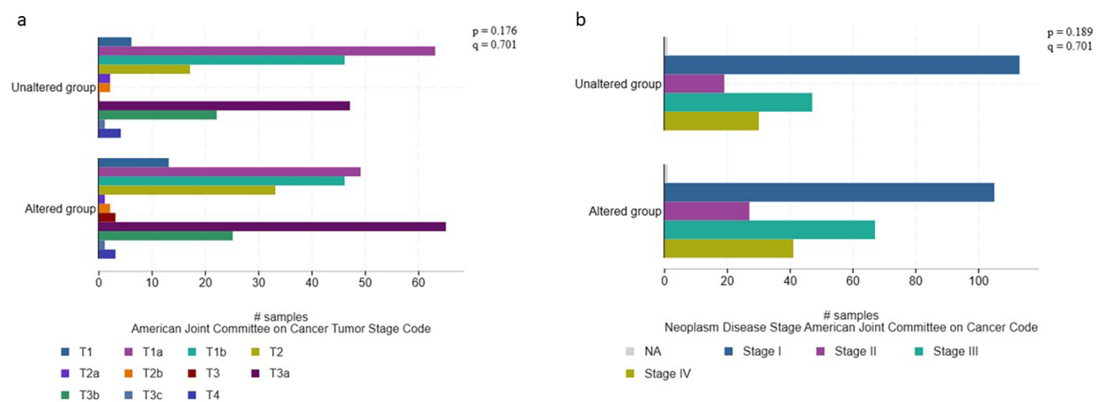 a
p = 0.176
q = 0.701
Unaltered group
Altered group
0 10 20 30 40 50 60
# samples
American Joint Committee on Cancer Tumor Stage Code
T1 T1a T1b T2
T2a T2b T3 T3a
T3b T3c T4
b
p = 0.189
q = 0.701
Unaltered group
Altered group
0 20 40 60 80 100
# samples
Neoplasm Disease Stage American Joint Committee on Cancer Code
NA Stage I Stage II Stage III
Stage IV